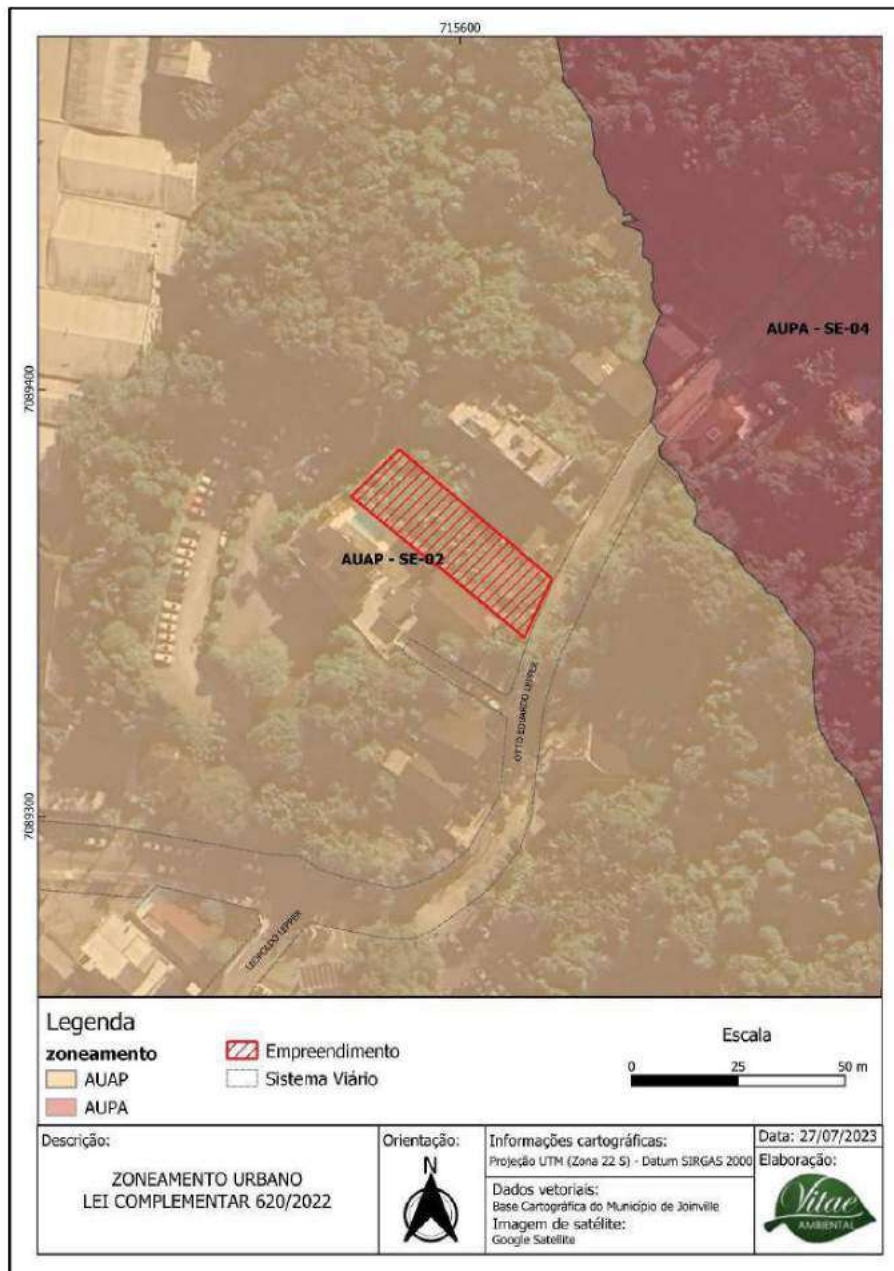 715600
7089400
7089300
AUPA - SE-04
AUAP - SE-02
OTTO EDUARDO LEPPER
LEOPOLDO LEPPER
Legenda
zoneamento
AUAP
AUPA
Empreendimento
Sistema Viário
Escala
0 25 50 m
Descrição:
ZONEAMENTO URBANO
LEI COMPLEMENTAR 620/2022
Orientação:
N
Informações cartográficas:
Projeção UTM (Zona 22 S) - Datum SIRGAS 2000
Dados vetoriais:
Base Cartográfica do Município de Joinville
Imagem de satélite:
Google Satellite
Data: 27/07/2023
Elaboração:
Vitae
AMBIENTAL